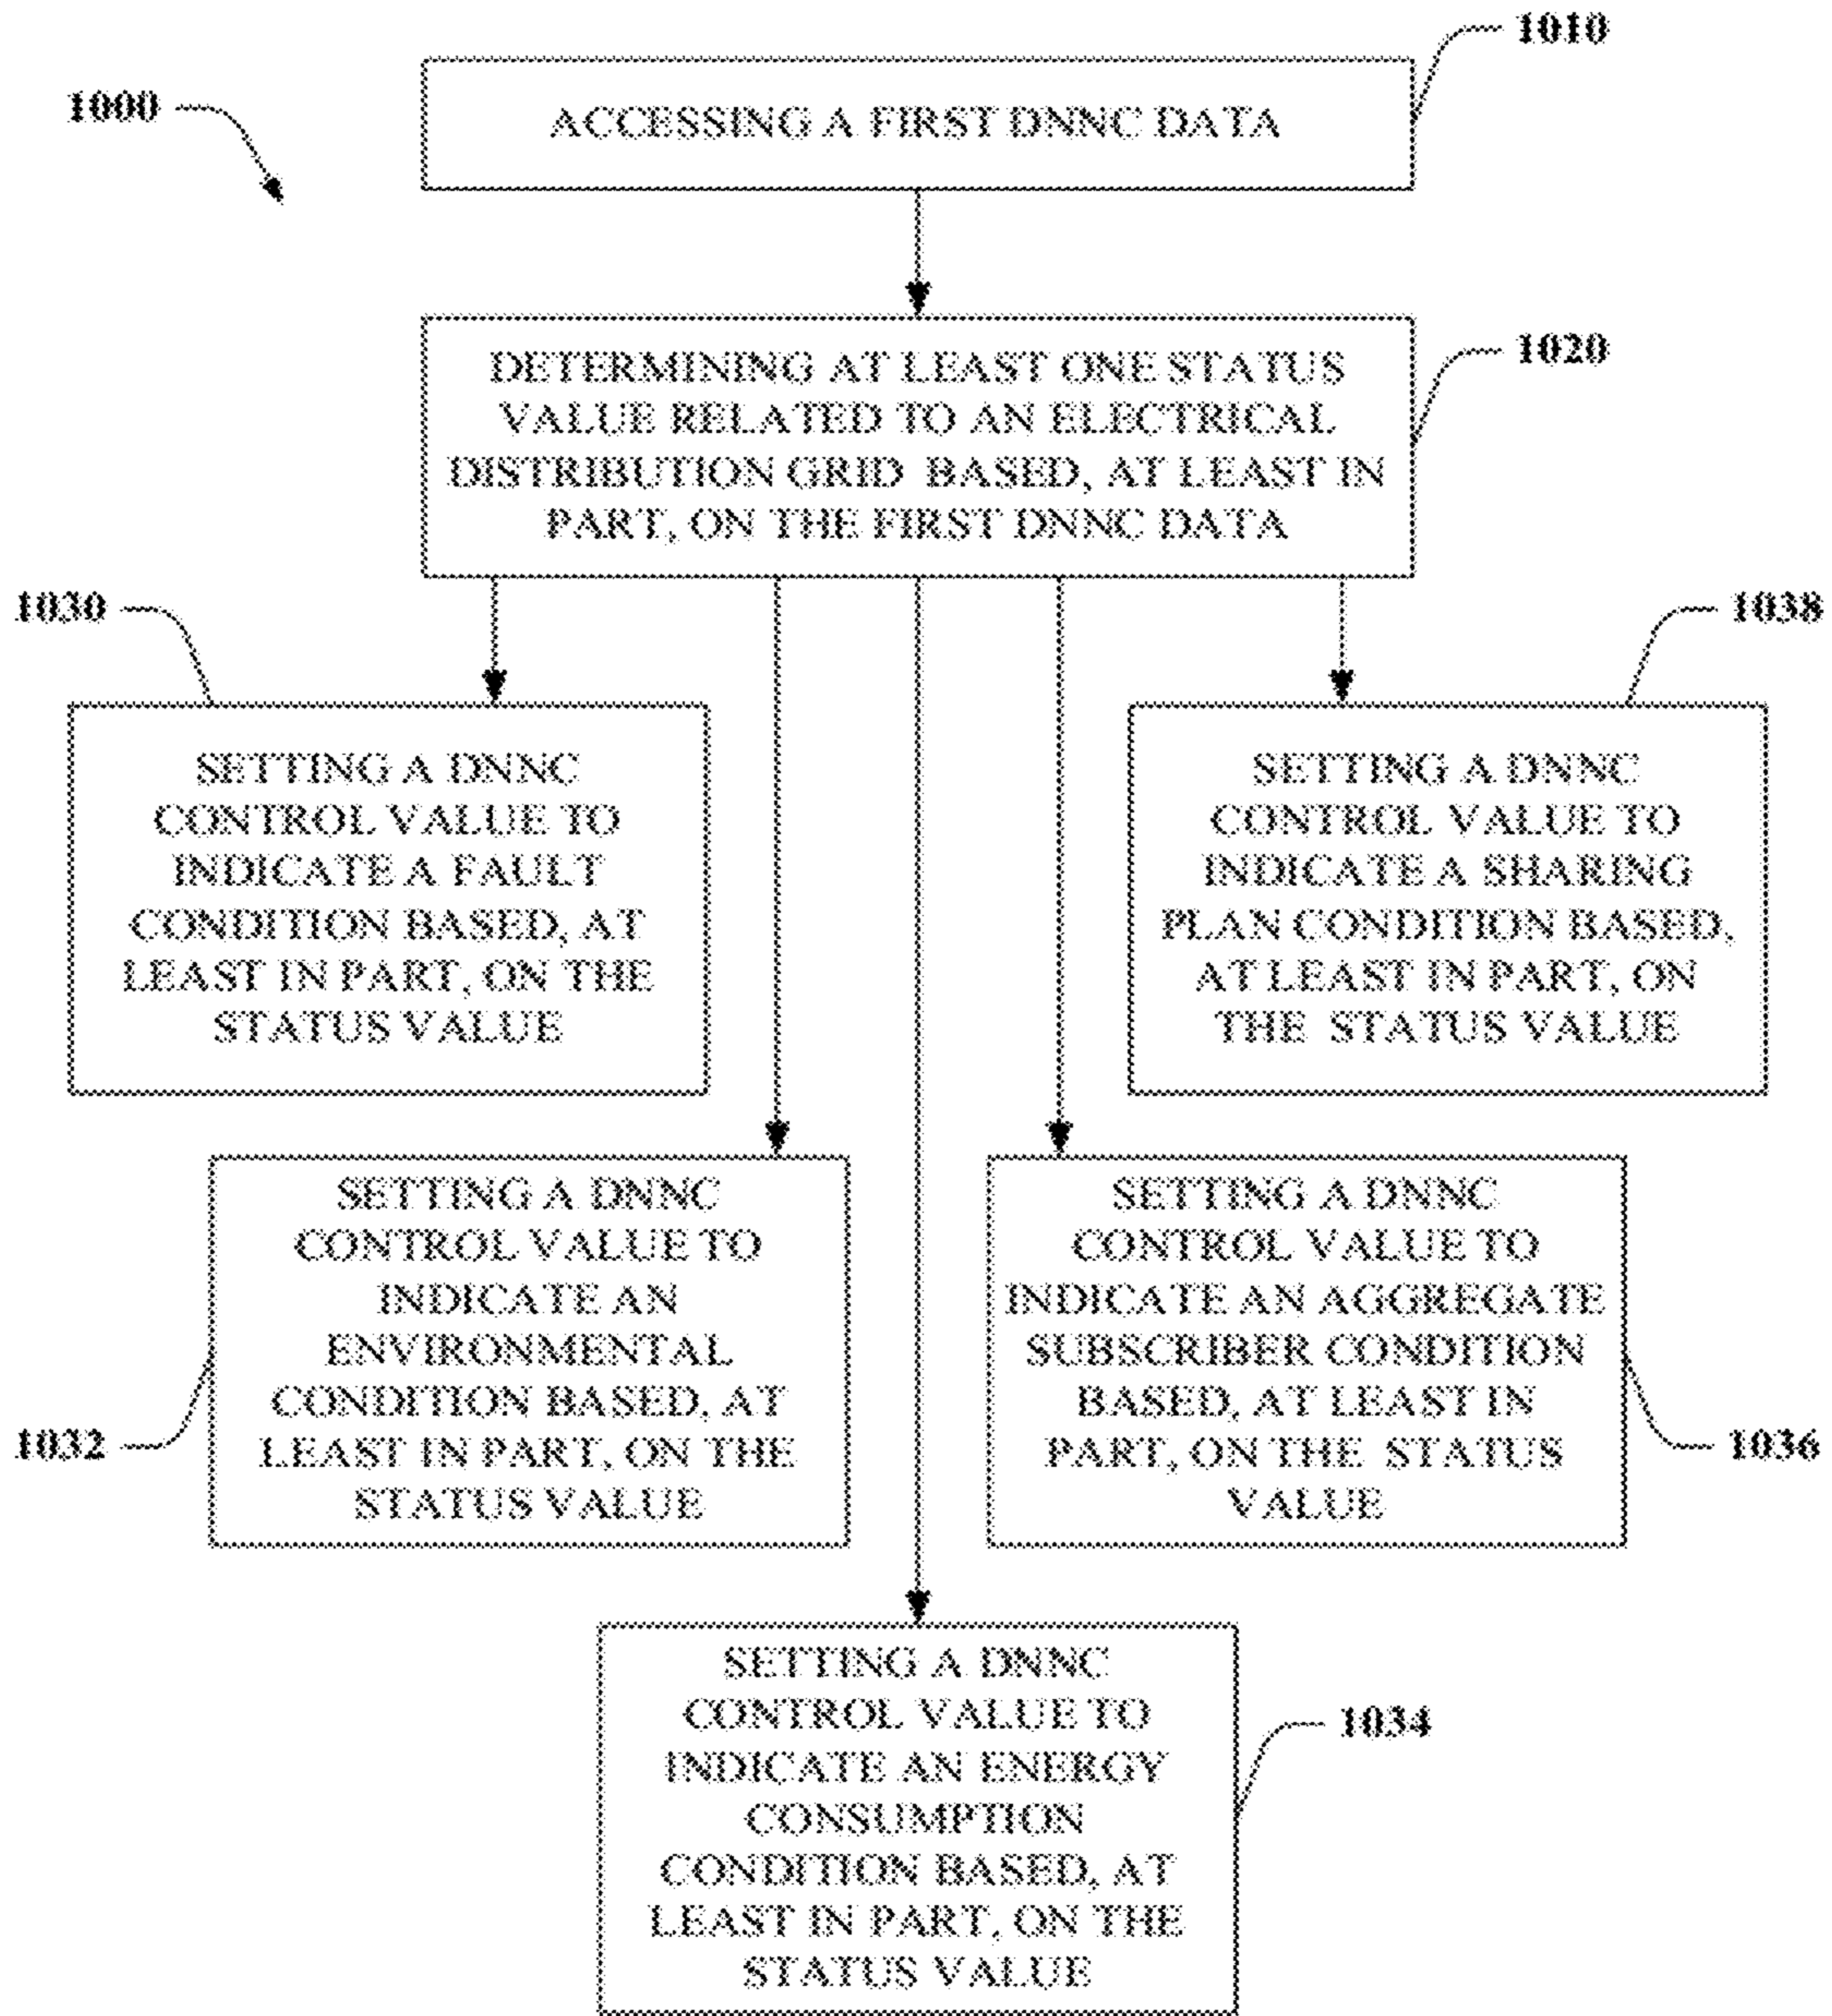 1010
1000
ACCESSING A FIRST DNNC DATA
1020
DETERMINING AT LEAST ONE STATUS
VALUE RELATED TO AN ELECTRICAL
DISTRIBUTION GRID BASED, AT LEAST IN
PART, ON THE FIRST DNNC DATA
1030
1038
SETTING A DNNC
CONTROL VALUE TO
INDICATE A FAULT
CONDITION BASED, AT
LEAST IN PART, ON THE
STATUS VALUE
SETTING A DNNC
CONTROL VALUE TO
INDICATE A SHARING
PLAN CONDITION BASED,
AT LEAST IN PART, ON
THE STATUS VALUE
SETTING A DNNC
CONTROL VALUE TO
INDICATE AN
ENVIRONMENTAL
CONDITION BASED, AT
LEAST IN PART, ON THE
STATUS VALUE
1032
SETTING A DNNC
CONTROL VALUE TO
INDICATE AN AGGREGATE
SUBSCRIBER CONDITION
BASED, AT LEAST IN
PART, ON THE STATUS
VALUE
1036
SETTING A DNNC
CONTROL VALUE TO
INDICATE AN ENERGY
CONSUMPTION
CONDITION BASED, AT
LEAST IN PART, ON THE
STATUS VALUE
1034